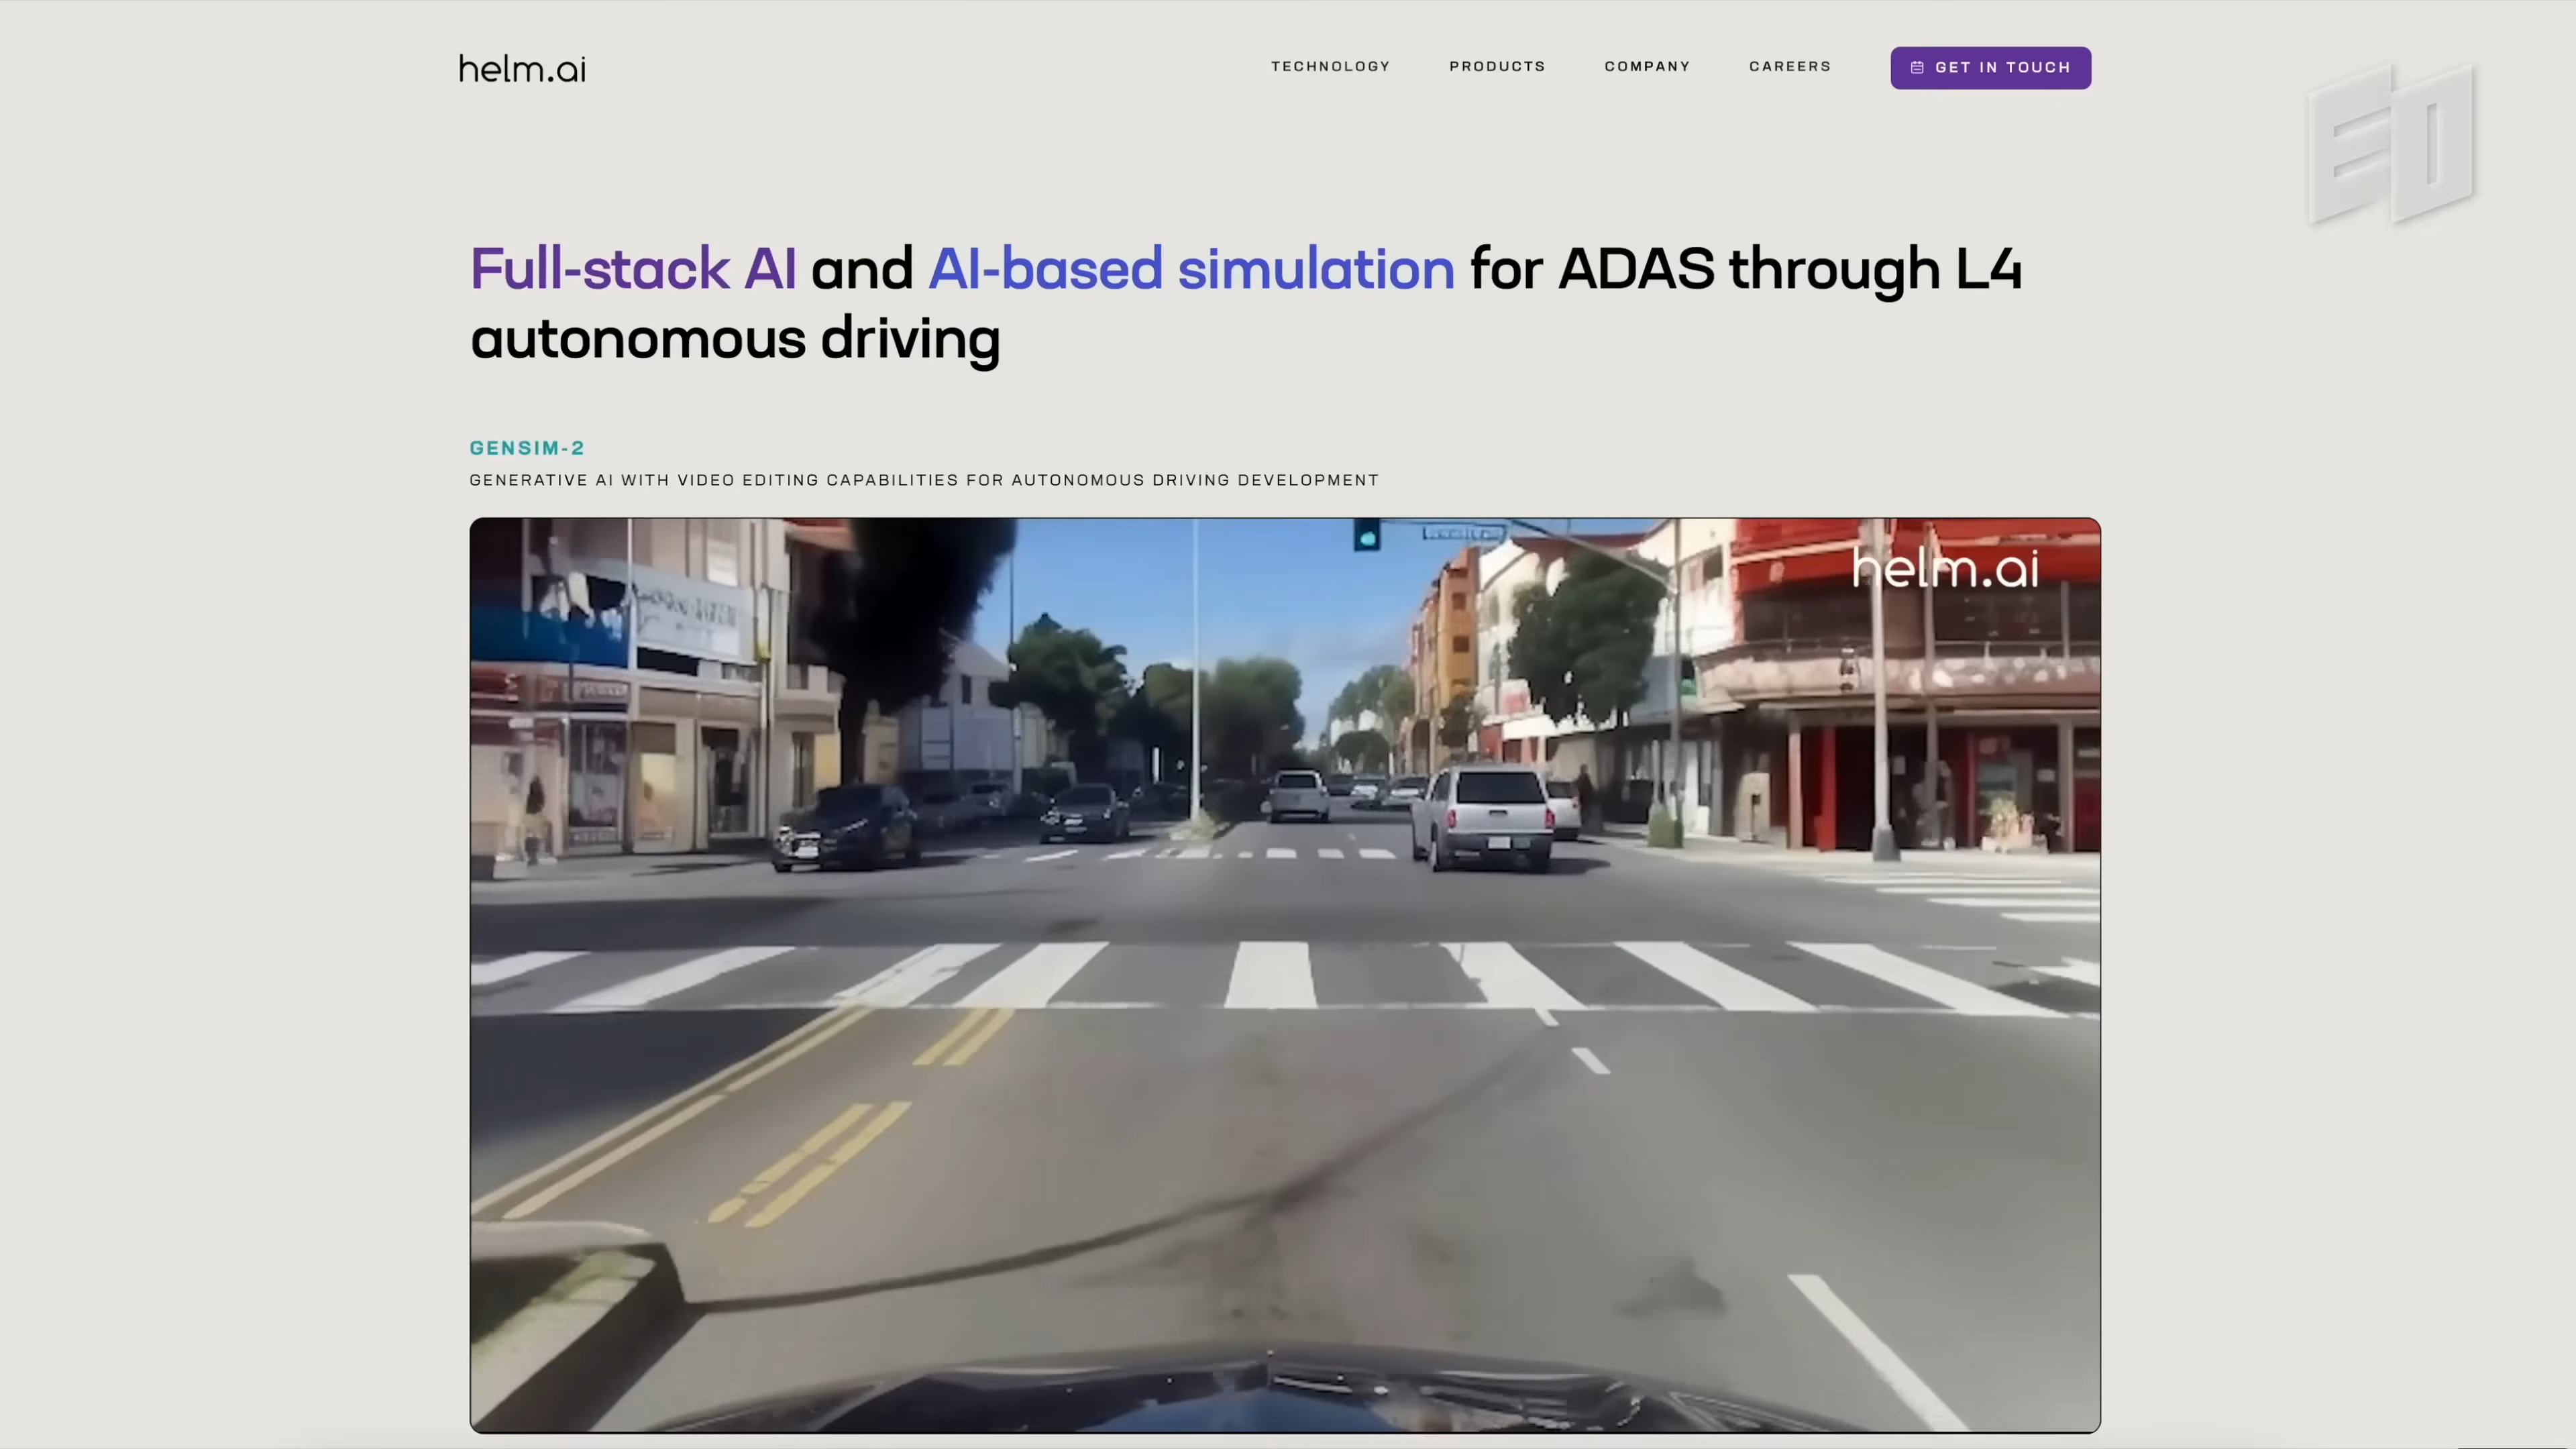 helm.ai
TECHNOLOGY PRODUCTS COMPANY CAREERS GET IN TOUCH
EO
Full-stack AI and AI-based simulation for ADAS through L4
autonomous driving
GENSIM-2
GENERATIVE AI WITH VIDEO EDITING CAPABILITIES FOR AUTONOMOUS DRIVING DEVELOPMENT
helm.ai